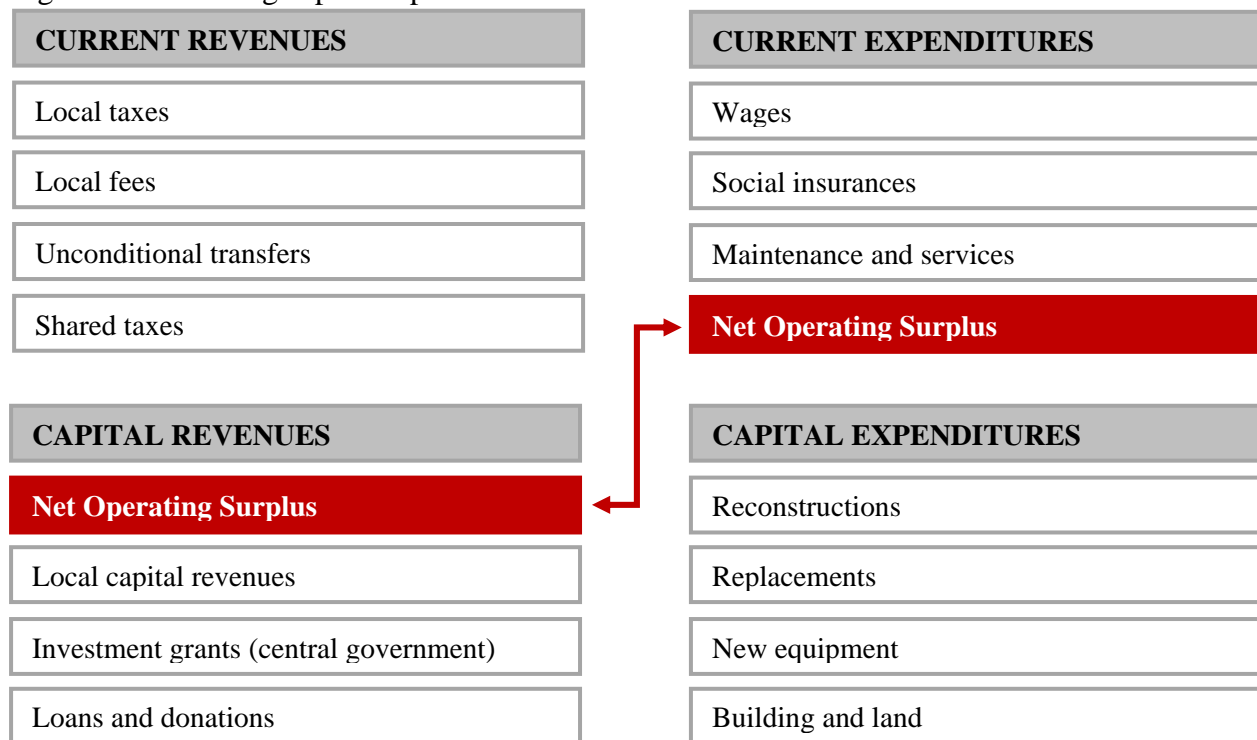 CURRENT REVENUES
Local taxes
Local fees
Unconditional transfers
Shared taxes
CURRENT EXPENDITURES
Wages
Social insurances
Maintenance and services
Net Operating Surplus
CAPITAL REVENUES
Net Operating Surplus
Local capital revenues
Investment grants (central government)
Loans and donations
CAPITAL EXPENDITURES
Reconstructions
Replacements
New equipment
Building and land